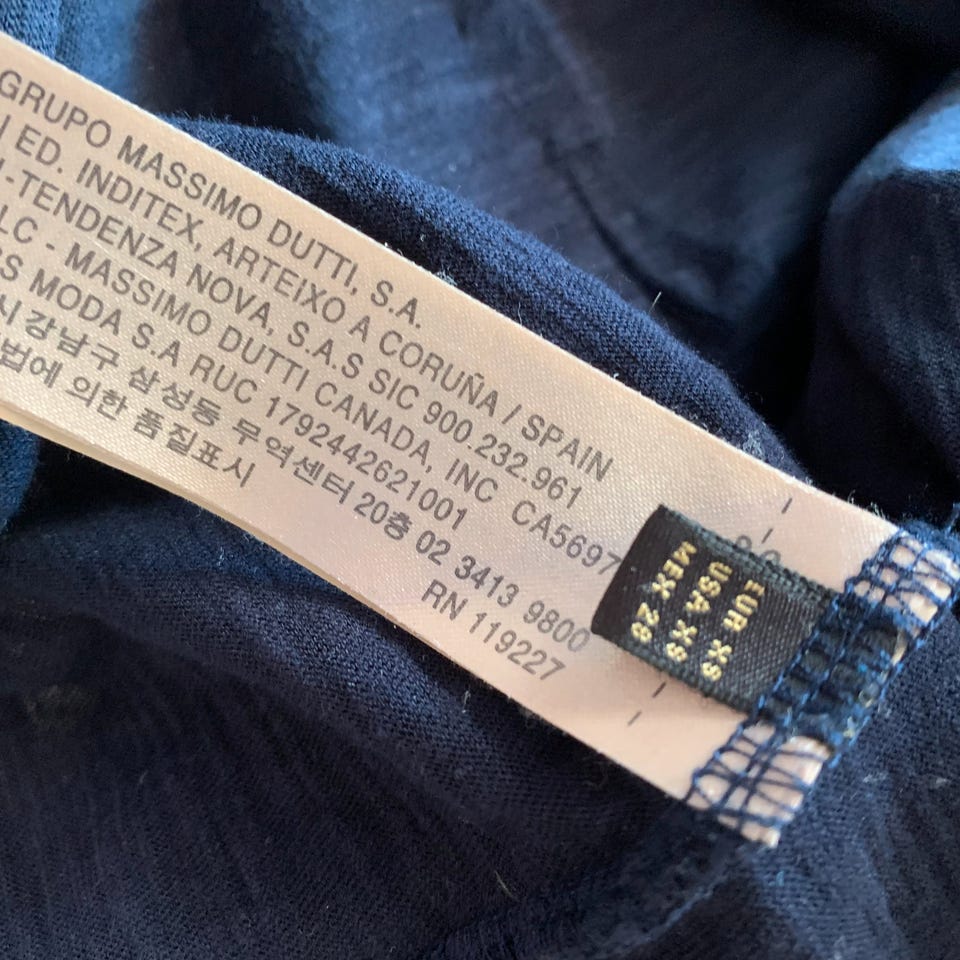 GRUPO MASSIMO DUTTI, S.A.
ED. INDITEX, ARTEIXO A CORUÑA / SPAIN
-TENDENZA NOVA, S.A.S SIC 900.232.961
LC - MASSIMO DUTTI CANADA, INC CA5697
SS MODA S.A RUC 1792442621001
시 강남구 삼성동 무역센터 20층 02 3413 9800
법에 의한 품질표시
RN 119227
EUR XS
USA XS
MEX 26